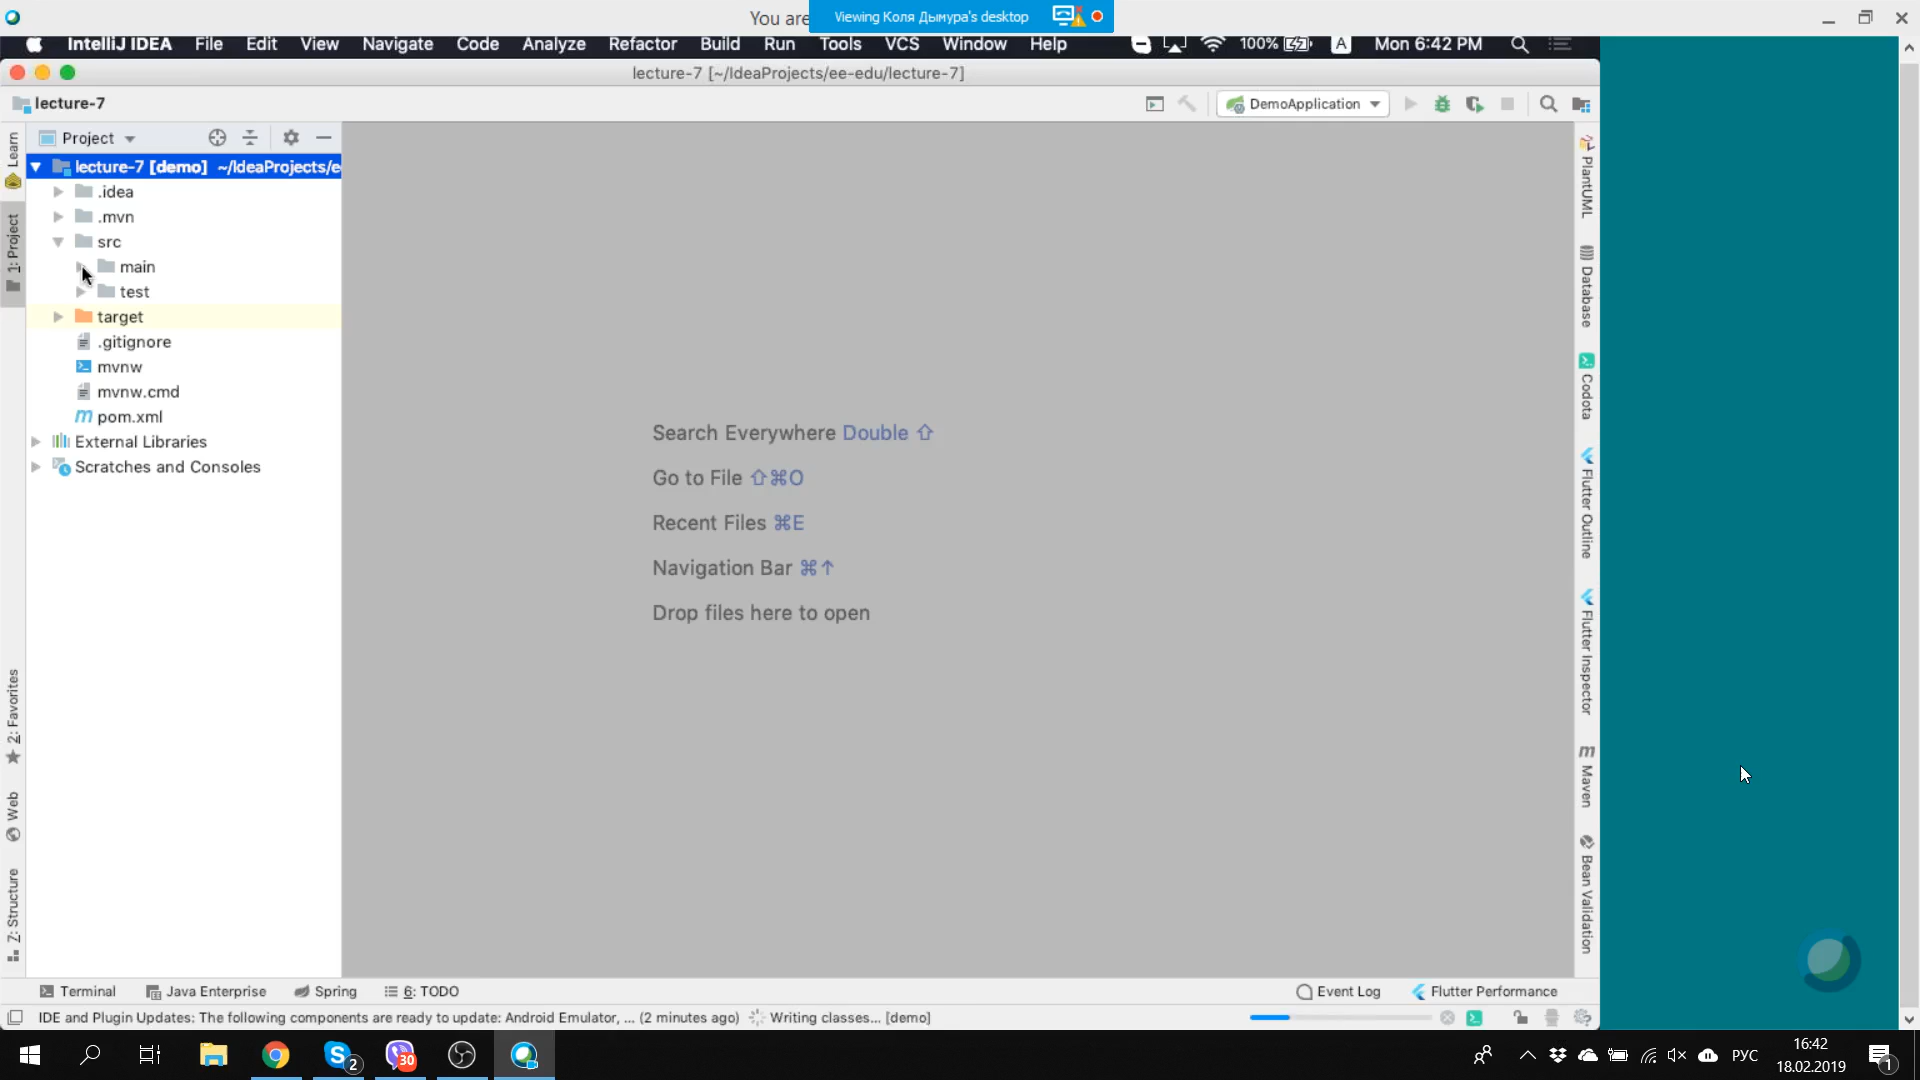 You are
Viewing Коля Дымура's desktop
IntelliJ IDEA File Edit View Navigate Code Analyze Refactor Build Run Tools VCS Window Help 100% A Mon 6:42 PM
lecture-7 [~/IdeaProjects/ee-edu/lecture-7]
lecture-7
DemoApplication
Project
lecture-7 [demo] ~/IdeaProjects/e
.idea
.mvn
src
main
test
target
.gitignore
mvnw
mvnw.cmd
pom.xml
External Libraries
Scratches and Consoles
Learn
1: Project
2: Favorites
Web
Z: Structure
Search Everywhere Double ⇧
Go to File ⇧⌘O
Recent Files ⌘E
Navigation Bar ⌘↑
Drop files here to open
PlantUML
Database
Codota
Flutter Outline
Flutter Inspector
Maven
Bean Validation
Terminal Java Enterprise Spring 6: TODO Event Log Flutter Performance
IDE and Plugin Updates: The following components are ready to update: Android Emulator, ... (2 minutes ago) Writing classes... [demo]
2
30
РУС
16:42
18.02.2019
1